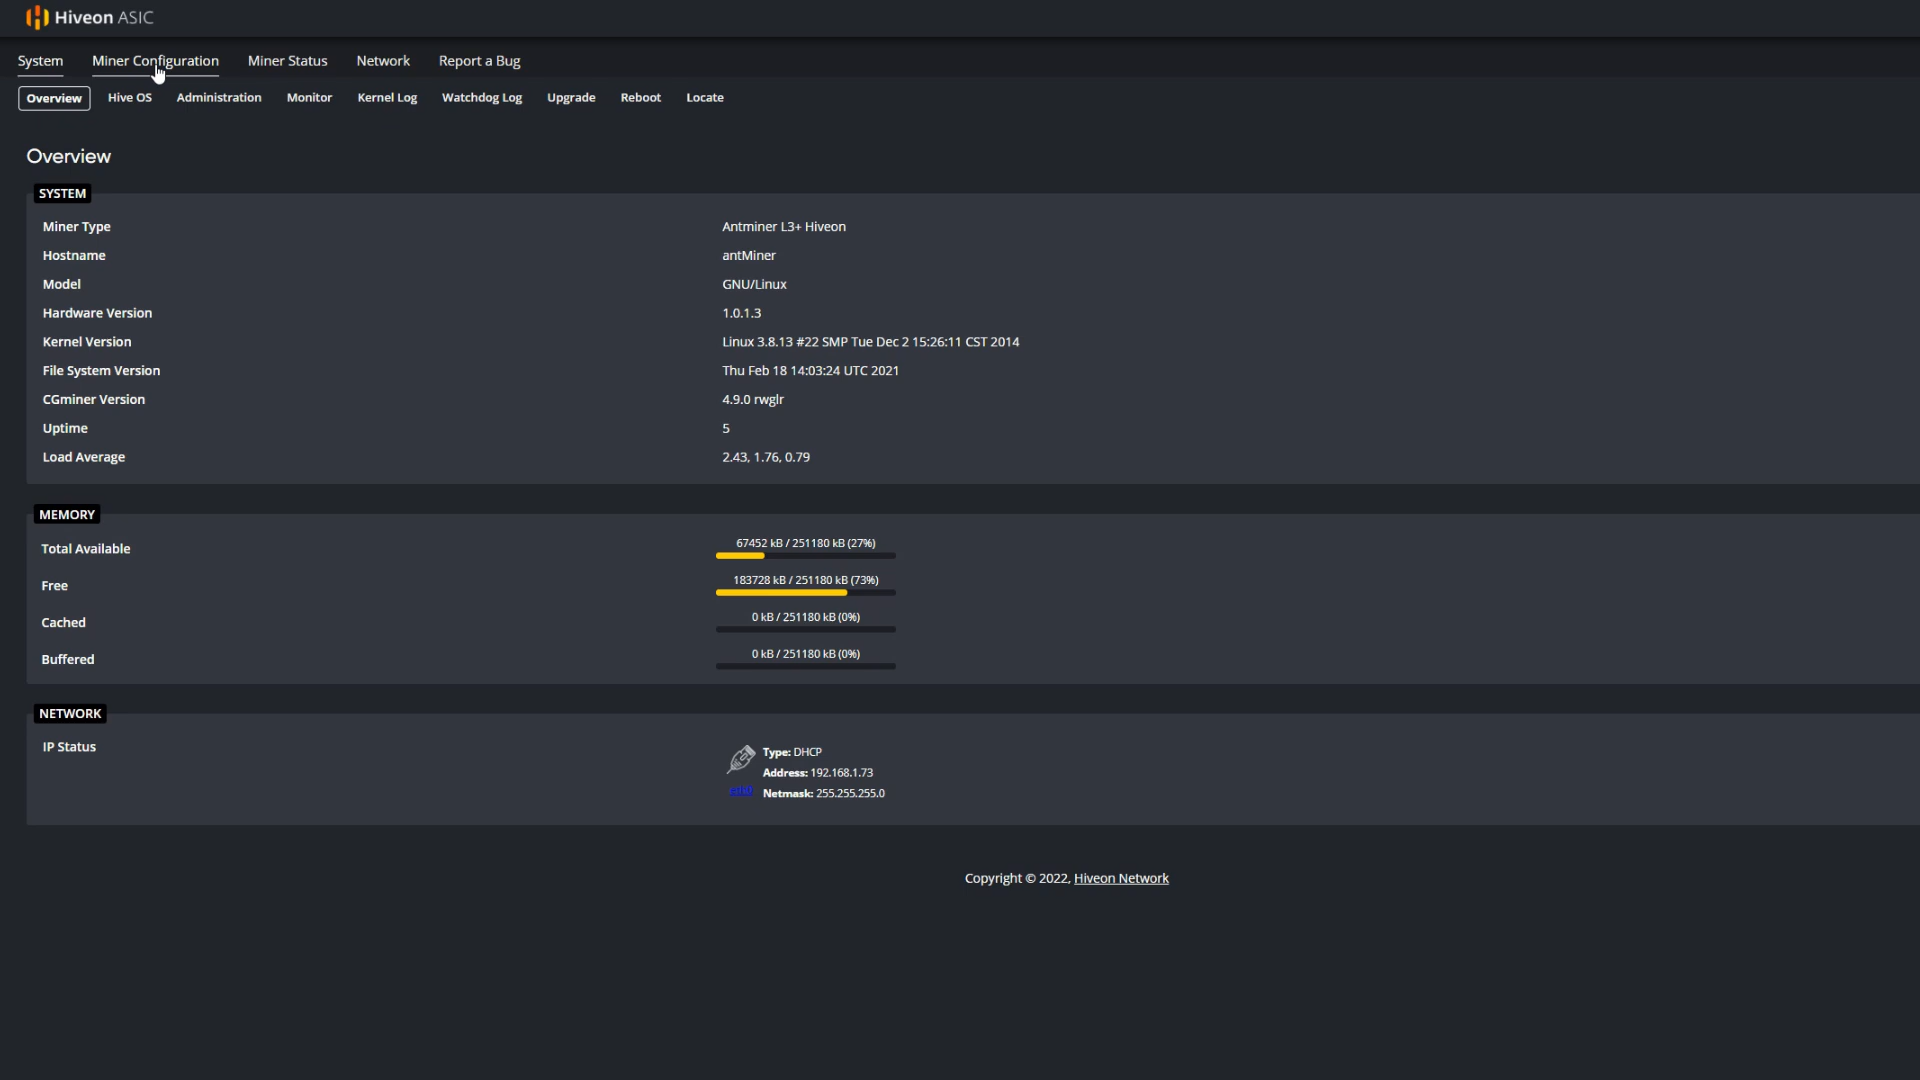 Hiveon ASIC
System Miner Configuration Miner Status Network Report a Bug
Overview Hive OS Administration Monitor Kernel Log Watchdog Log Upgrade Reboot Locate
Overview
SYSTEM
Miner Type Antminer L3+ Hiveon
Hostname antMiner
Model GNU/Linux
Hardware Version 1.0.1.3
Kernel Version Linux 3.8.13 #22 SMP Tue Dec 2 15:26:11 CST 2014
File System Version Thu Feb 18 14:03:24 UTC 2021
CGminer Version 4.9.0 rwglr
Uptime 5
Load Average 2.43, 1.76, 0.79
MEMORY
Total Available 67452 kB / 251180 kB (27%)
Free 183728 kB / 251180 kB (73%)
Cached 0 kB / 251180 kB (0%)
Buffered 0 kB / 251180 kB (0%)
NETWORK
IP Status Type: DHCP
Address: 192.168.1.73
eth0 Netmask: 255.255.255.0
Copyright © 2022, Hiveon Network